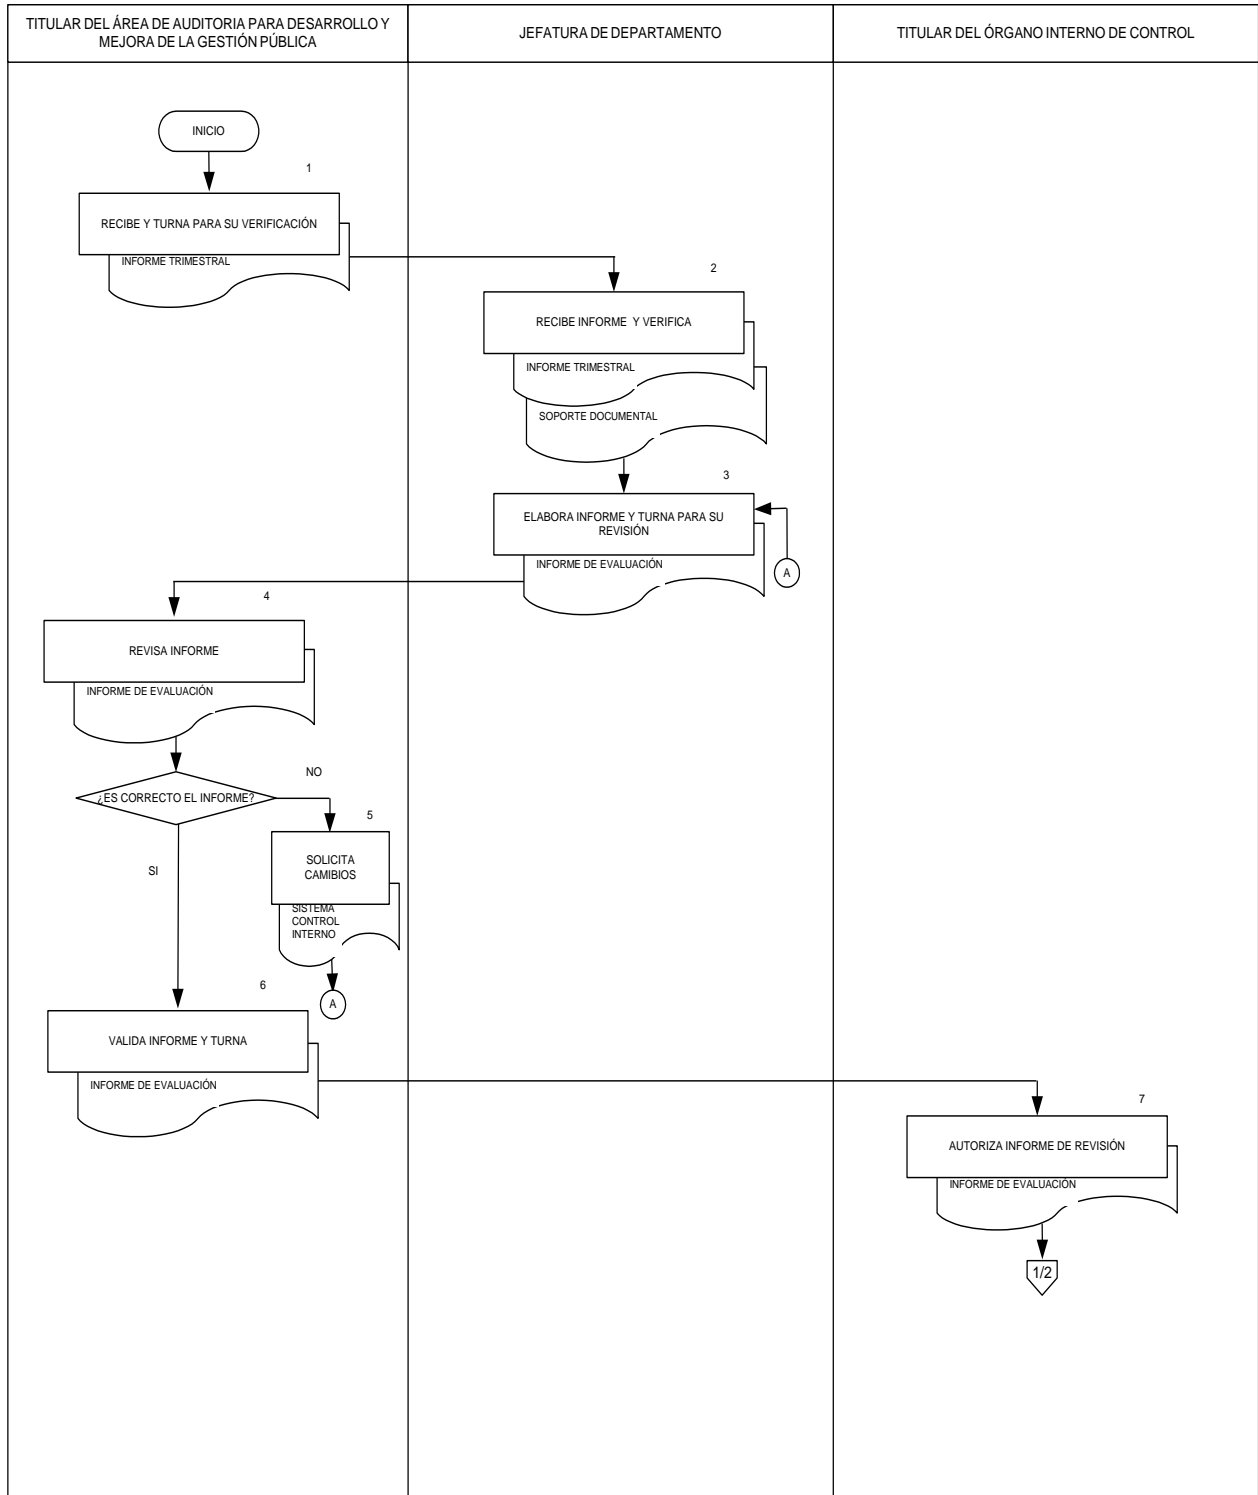 TITULAR DEL ÁREA DE AUDITORIA PARA DESARROLLO Y
MEJORA DE LA GESTIÓN PÚBLICA
JEFATURA DE DEPARTAMENTO
TITULAR DEL ÓRGANO INTERNO DE CONTROL
INICIO
1
RECIBE Y TURNA PARA SU VERIFICACIÓN
INFORME TRIMESTRAL
2
RECIBE INFORME Y VERIFICA
INFORME TRIMESTRAL
SOPORTE DOCUMENTAL
3
ELABORA INFORME Y TURNA PARA SU
REVISIÓN
INFORME DE EVALUACIÓN
A
4
REVISA INFORME
INFORME DE EVALUACIÓN
¿ES CORRECTO EL INFORME?
NO
5
SOLICITA
CAMBIOS
SISTEMA
CONTROL
INTERNO
A
SI
6
VALIDA INFORME Y TURNA
INFORME DE EVALUACIÓN
7
AUTORIZA INFORME DE REVISIÓN
INFORME DE EVALUACIÓN
1/2